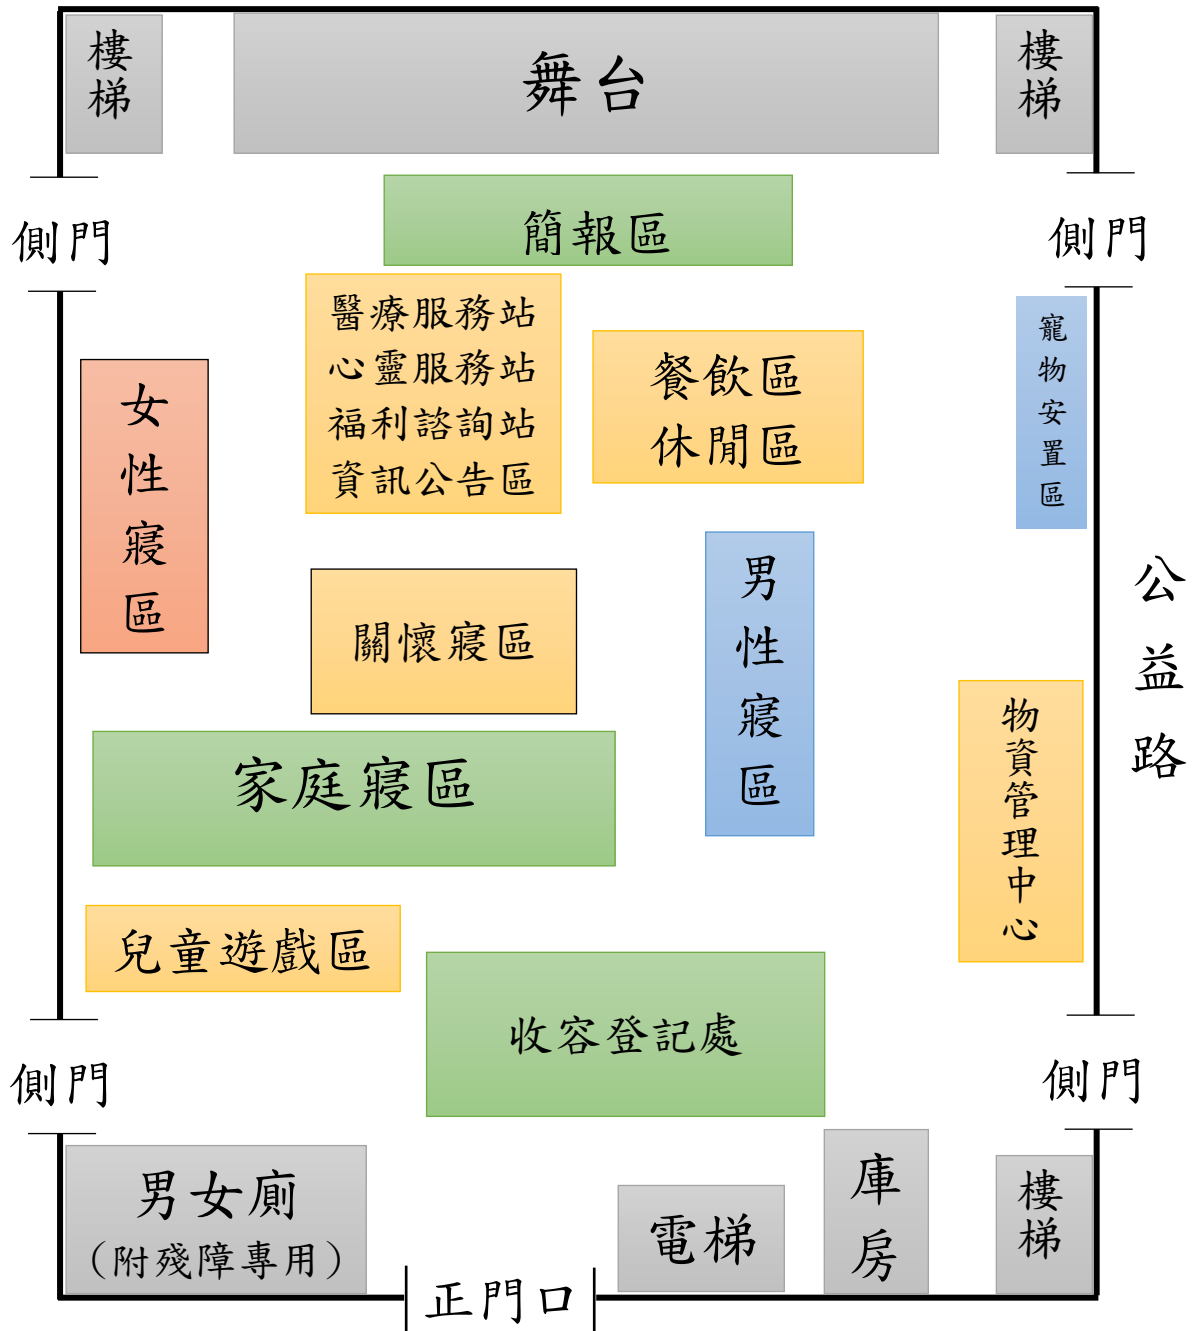 樓梯
舞台
樓梯
側門
簡報區
側門
醫療服務站
心靈服務站
福利諮詢站
資訊公告區
餐飲區
休閒區
寵物安置區
女性寢區
男性寢區
關懷寢區
公益路
物資管理中心
家庭寢區
兒童遊戲區
收容登記處
側門
側門
男女廁
（附殘障專用）
電梯
庫房
樓梯
正門口